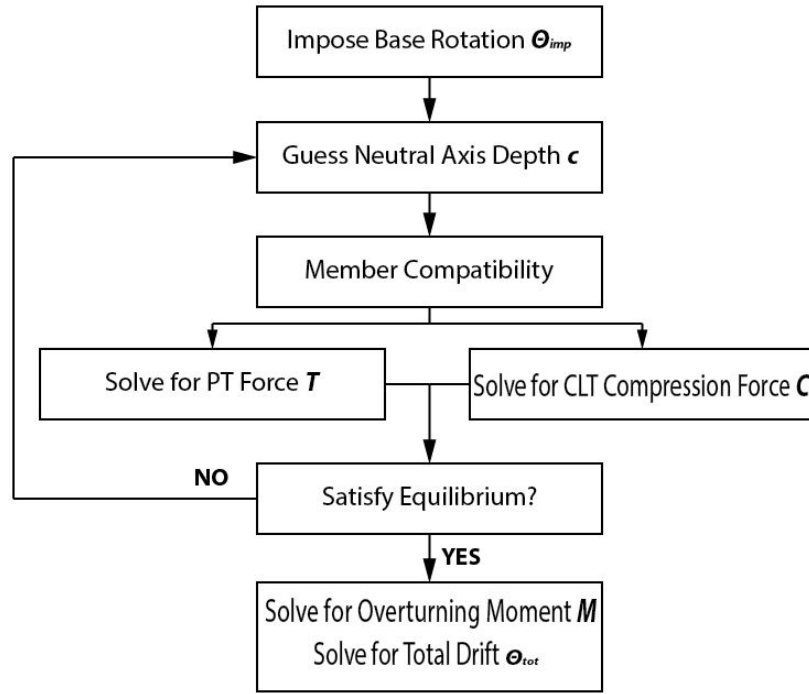 Impose Base Rotation Θimp
Guess Neutral Axis Depth c
Member Compatibility
Solve for PT Force T
Solve for CLT Compression Force C
NO
Satisfy Equilibrium?
YES
Solve for Overturning Moment M
Solve for Total Drift Θtot